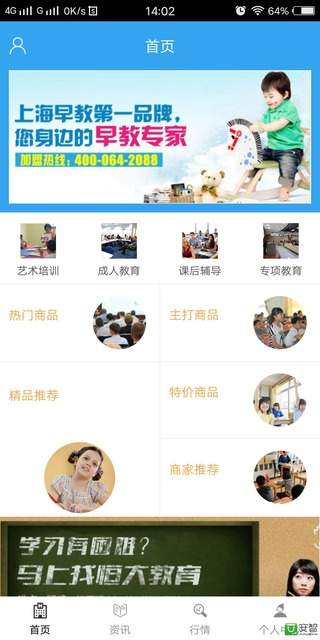 4G G 0K/s 14:02 64%
首页
上海早教第一品牌,
您身边的早教专家
加盟热线: 400-064-2088
艺术培训 成人教育 课后辅导 专项教育
热门商品 主打商品
精品推荐 特价商品
商家推荐
学习有困难?
马上找恒大教育
首页 资讯 行情 个人中
安智